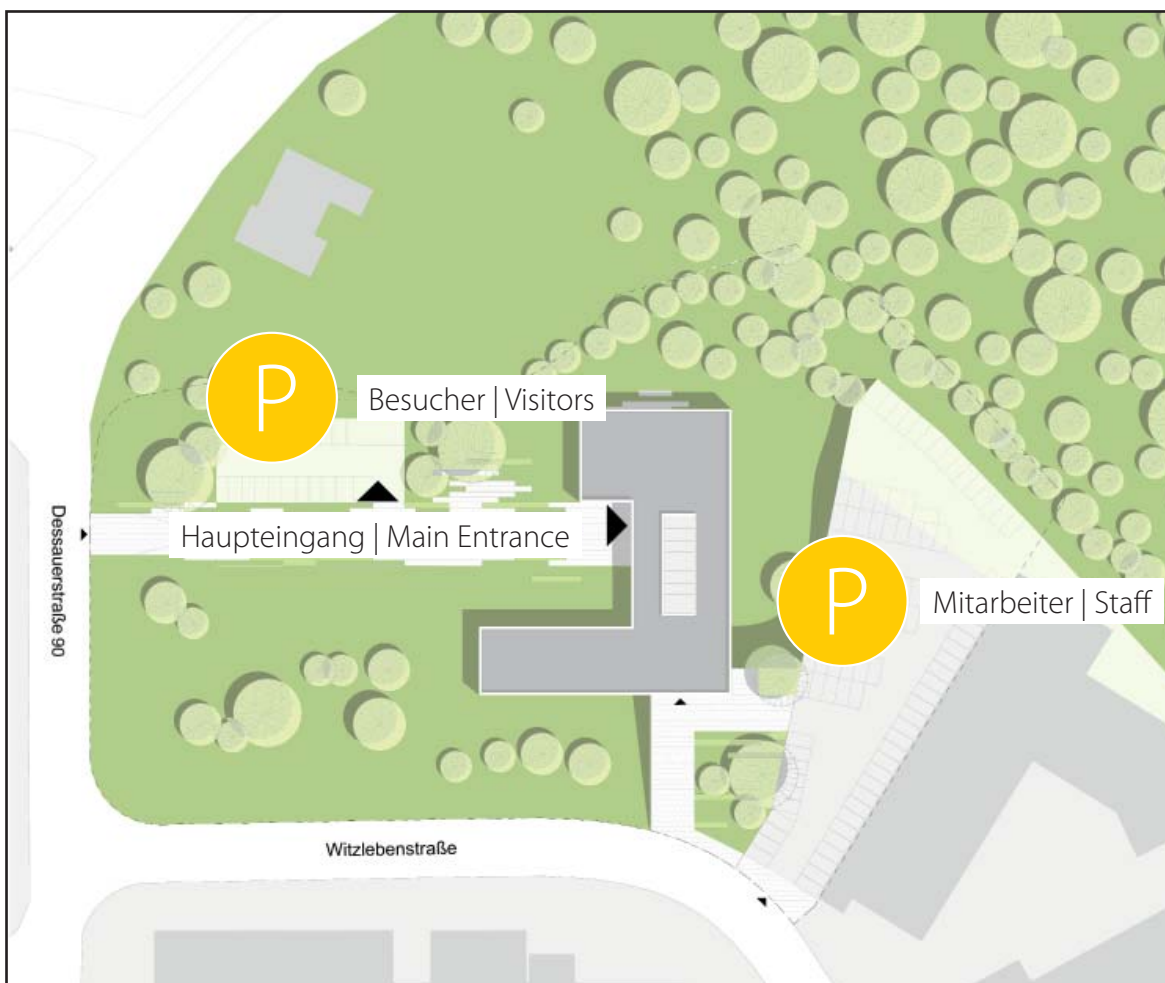 P
Besucher | Visitors
Haupteingang | Main Entrance
Dessauerstraße 90
P
Mitarbeiter | Staff
Witzlebenstraße